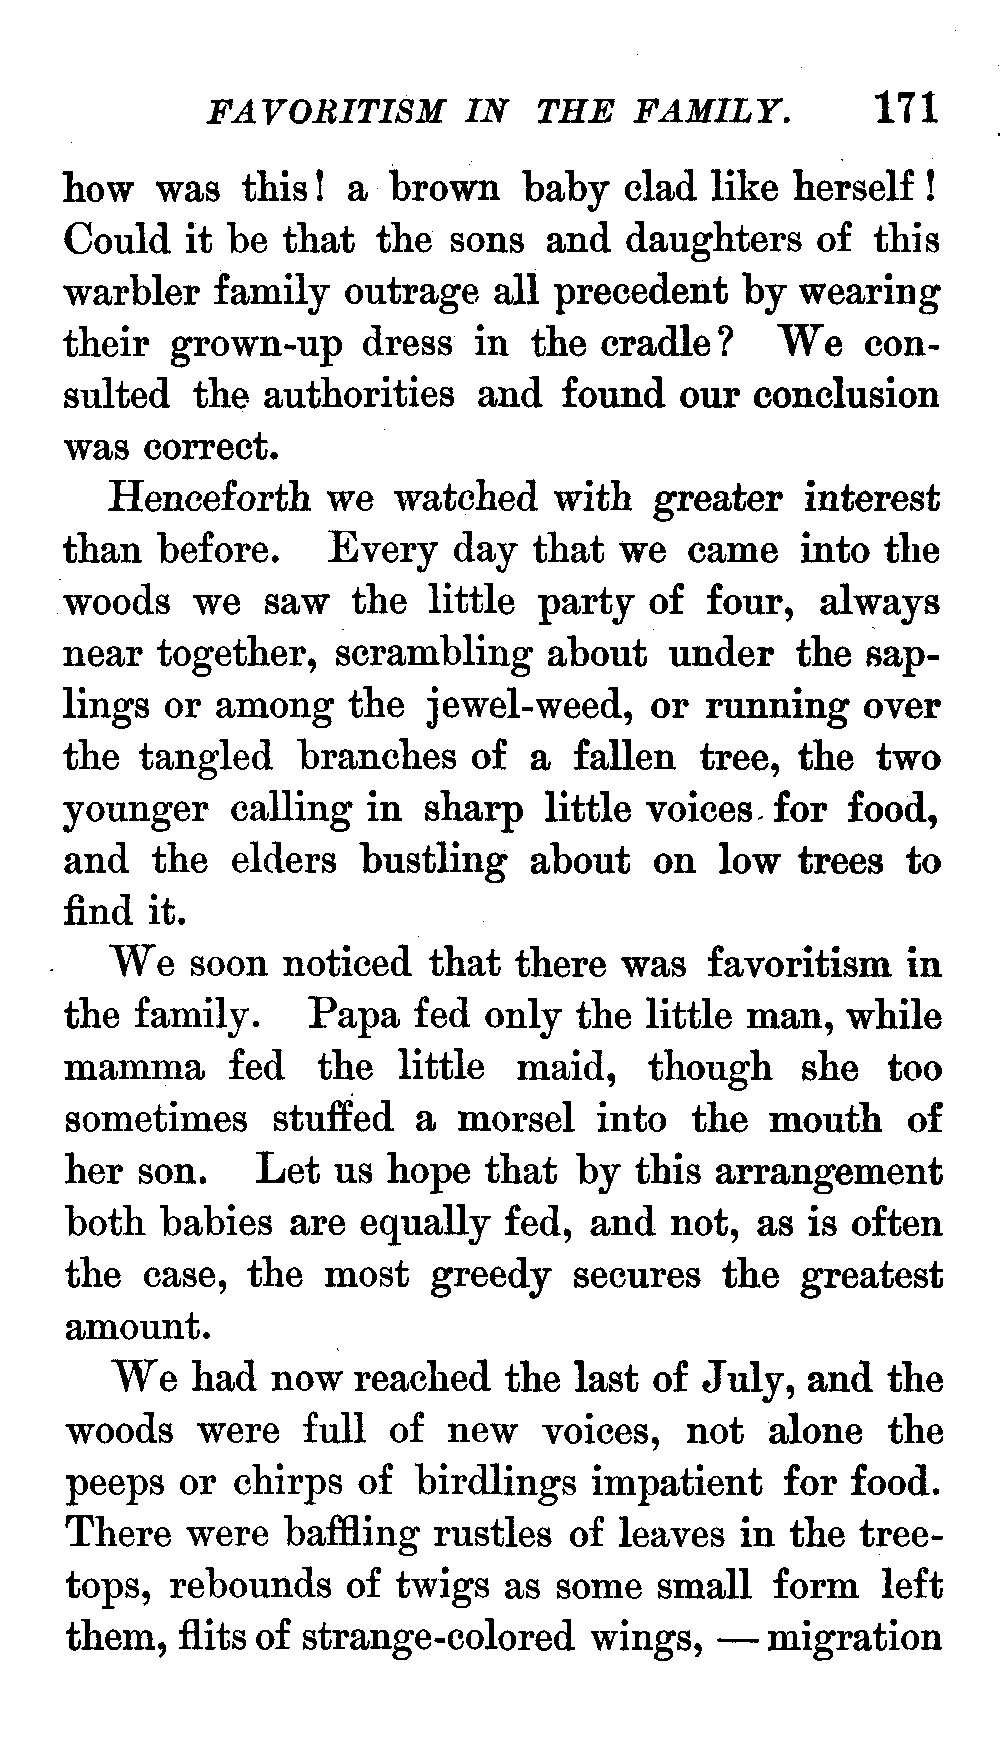 FAVORITISM IN THE FAMILY. 171
how was this! a brown baby clad like herself!
Could it be that the sons and daughters of this
warbler family outrage all precedent by wearing
their grown-up dress in the cradle? We con-
sulted the authorities and found our conclusion
was correct.
Henceforth we watched with greater interest
than before. Every day that we came into the
woods we saw the little party of four, always
near together, scrambling about under the sap-
lings or among the jewel-weed, or running over
the tangled branches of a fallen tree, the two
younger calling in sharp little voices for food,
and the elders bustling about on low trees to
find it.
We soon noticed that there was favoritism in
the family. Papa fed only the little man, while
mamma fed the little maid, though she too
sometimes stuffed a morsel into the mouth of
her son. Let us hope that by this arrangement
both babies are equally fed, and not, as is often
the case, the most greedy secures the greatest
amount.
We had now reached the last of July, and the
woods were full of new voices, not alone the
peeps or chirps of birdlings impatient for food.
There were baffling rustles of leaves in the tree-
tops, rebounds of twigs as some small form left
them, flits of strange-colored wings, — migration